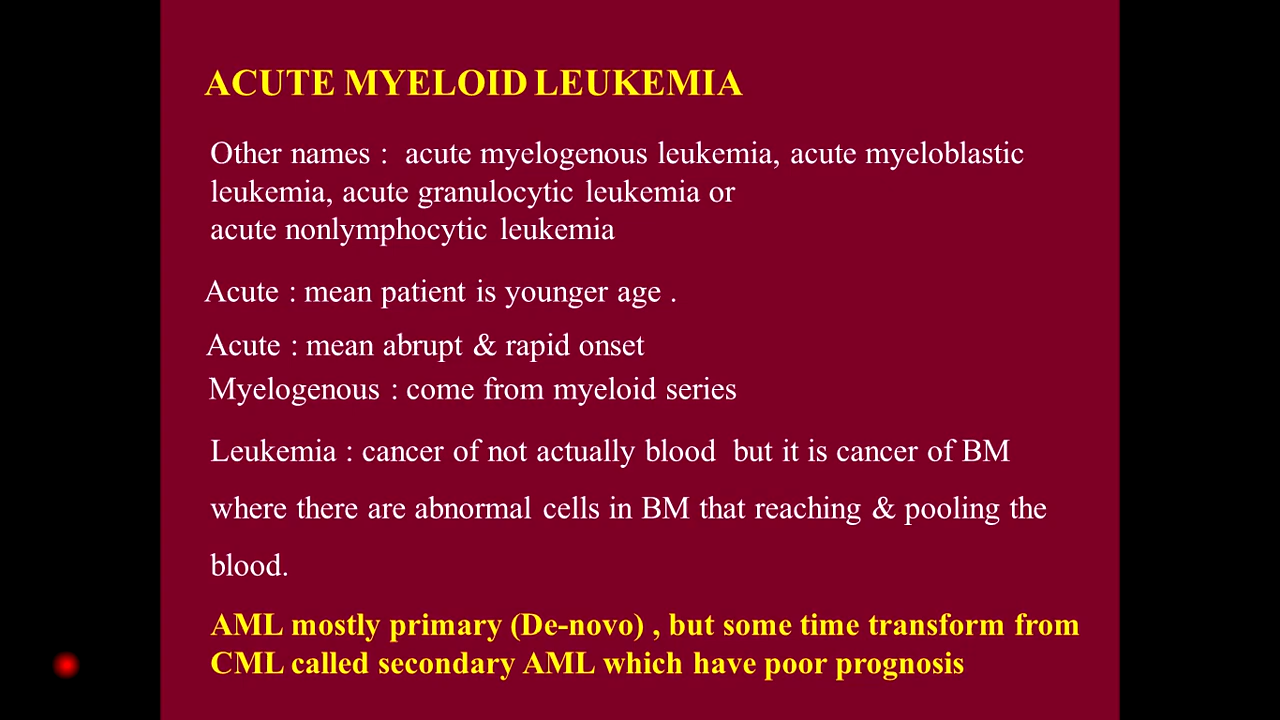 ACUTE MYELOID LEUKEMIA
Other names : acute myelogenous leukemia, acute myeloblastic
leukemia, acute granulocytic leukemia or
acute nonlymphocytic leukemia
Acute : mean patient is younger age .
Acute : mean abrupt & rapid onset
Myelogenous : come from myeloid series
Leukemia : cancer of not actually blood but it is cancer of BM
where there are abnormal cells in BM that reaching & pooling the
blood.
AML mostly primary (De-novo) , but some time transform from
CML called secondary AML which have poor prognosis